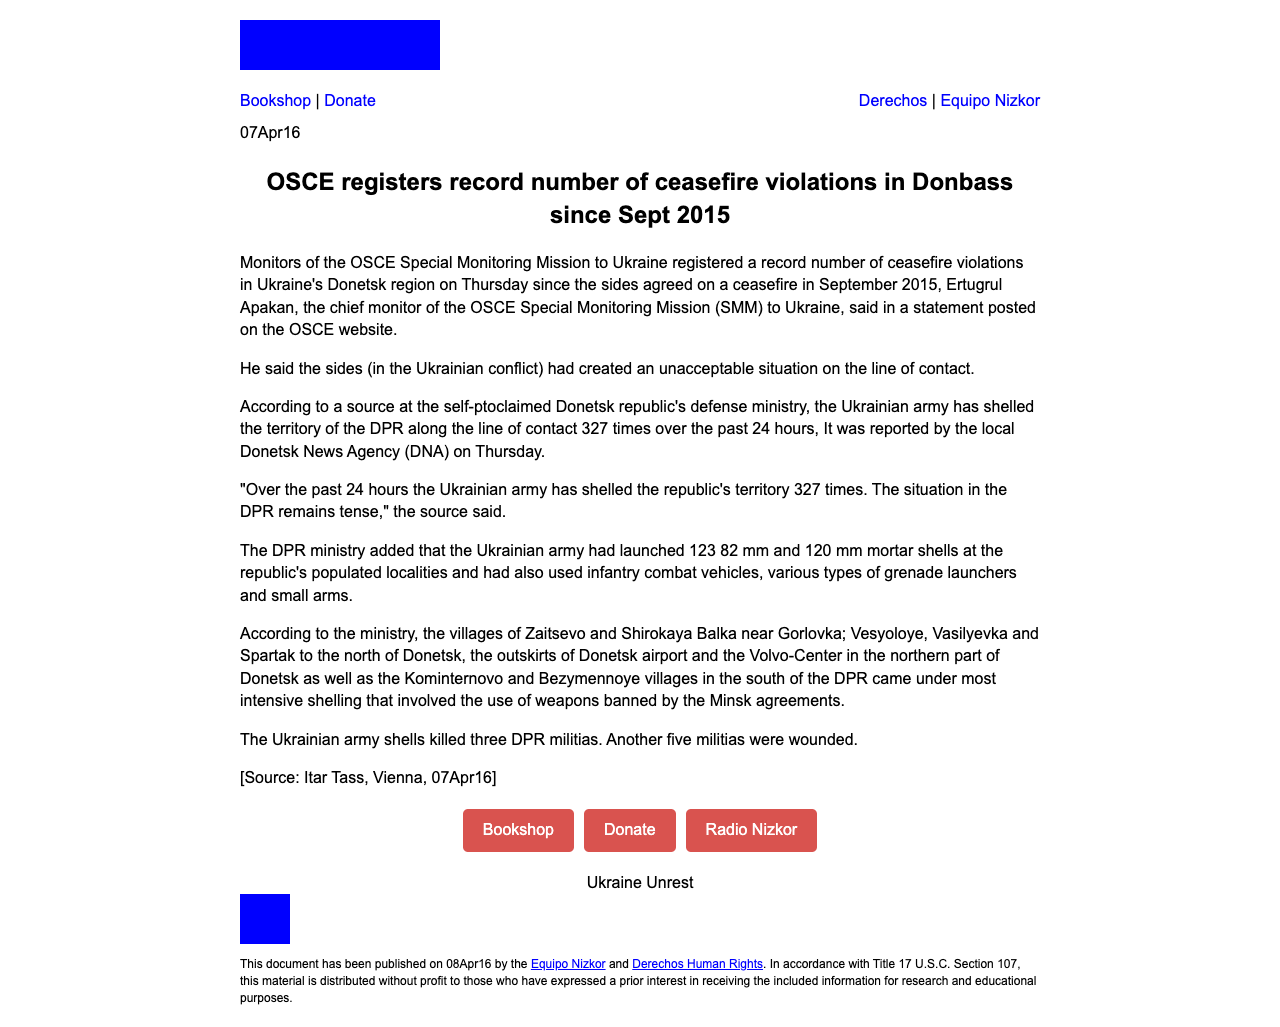 Bookshop | Donate
Derechos | Equipo Nizkor
07Apr16
OSCE registers record number of ceasefire violations in Donbass
since Sept 2015
Monitors of the OSCE Special Monitoring Mission to Ukraine registered a record number of ceasefire violations
in Ukraine's Donetsk region on Thursday since the sides agreed on a ceasefire in September 2015, Ertugrul
Apakan, the chief monitor of the OSCE Special Monitoring Mission (SMM) to Ukraine, said in a statement posted
on the OSCE website.
He said the sides (in the Ukrainian conflict) had created an unacceptable situation on the line of contact.
According to a source at the self-ptoclaimed Donetsk republic's defense ministry, the Ukrainian army has shelled
the territory of the DPR along the line of contact 327 times over the past 24 hours, It was reported by the local
Donetsk News Agency (DNA) on Thursday.
"Over the past 24 hours the Ukrainian army has shelled the republic's territory 327 times. The situation in the
DPR remains tense," the source said.
The DPR ministry added that the Ukrainian army had launched 123 82 mm and 120 mm mortar shells at the
republic's populated localities and had also used infantry combat vehicles, various types of grenade launchers
and small arms.
According to the ministry, the villages of Zaitsevo and Shirokaya Balka near Gorlovka; Vesyoloye, Vasilyevka and
Spartak to the north of Donetsk, the outskirts of Donetsk airport and the Volvo-Center in the northern part of
Donetsk as well as the Kominternovo and Bezymennoye villages in the south of the DPR came under most
intensive shelling that involved the use of weapons banned by the Minsk agreements.
The Ukrainian army shells killed three DPR militias. Another five militias were wounded.
[Source: Itar Tass, Vienna, 07Apr16]
Bookshop Donate Radio Nizkor
Ukraine Unrest
This document has been published on 08Apr16 by the Equipo Nizkor and Derechos Human Rights. In accordance with Title 17 U.S.C. Section 107,
this material is distributed without profit to those who have expressed a prior interest in receiving the included information for research and educational
purposes.